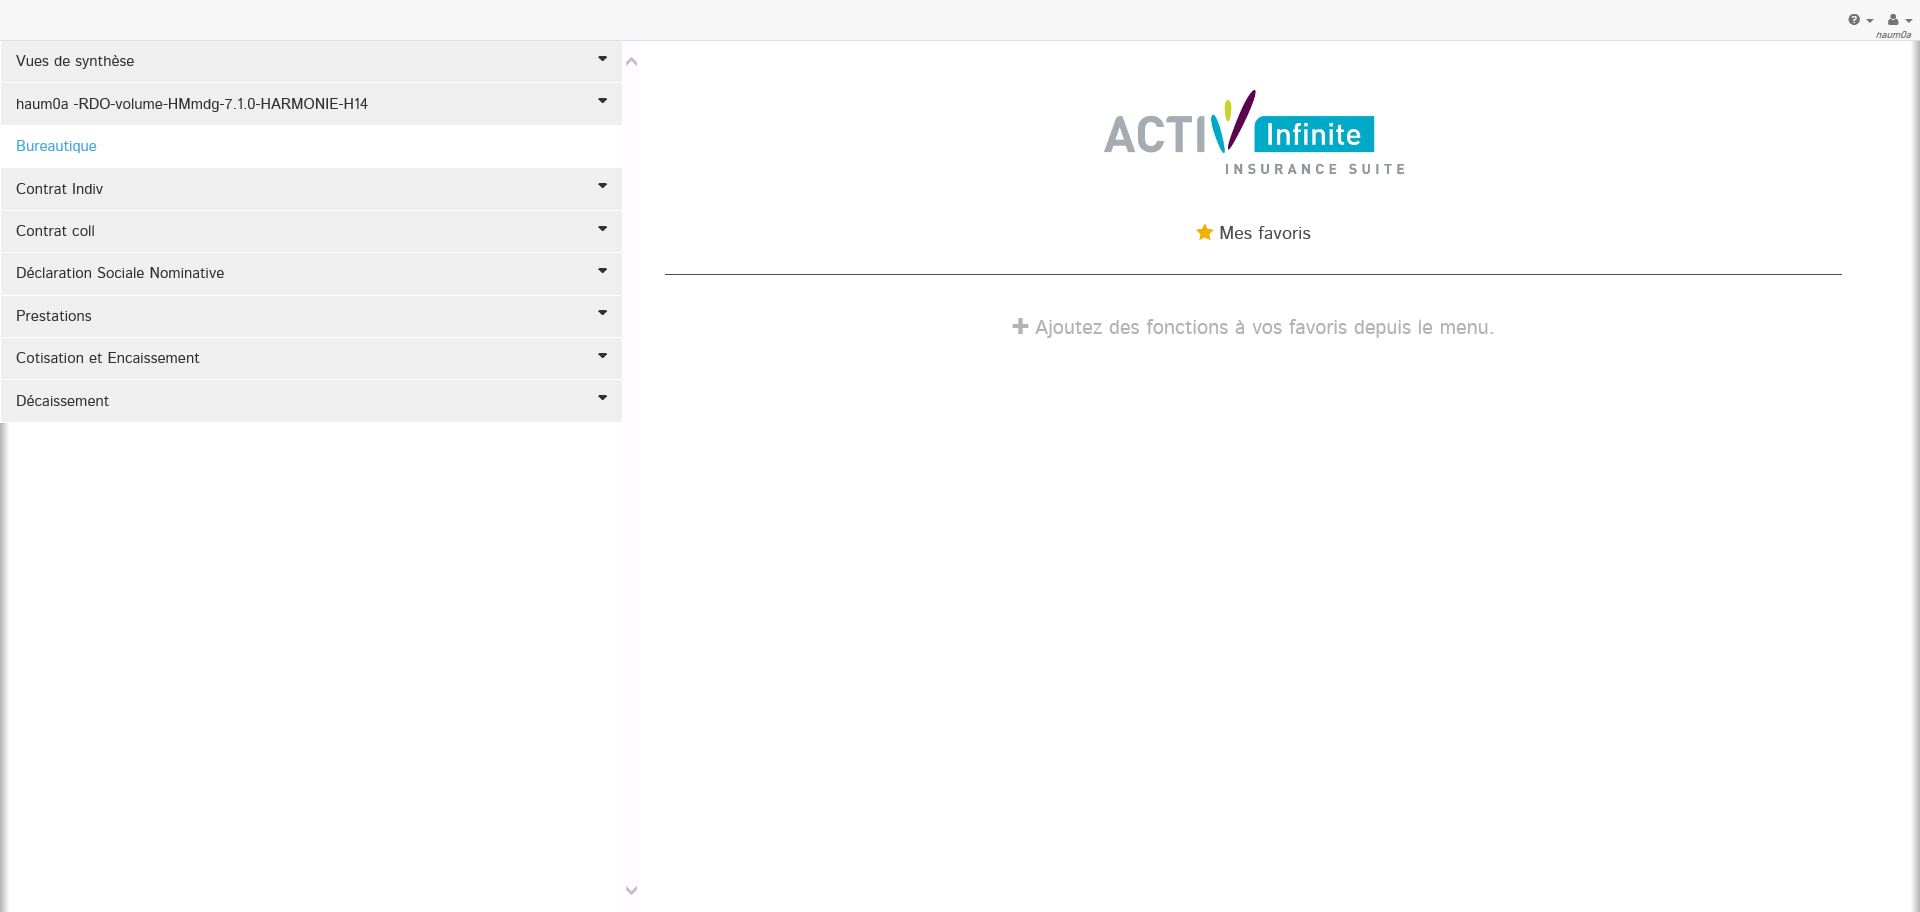 haum0a
Vues de synthèse
haum0a -RDO-volume-HMmdg-7.1.0-HARMONIE-H14
Bureautique
Contrat Indiv
Contrat coll
Déclaration Sociale Nominative
Prestations
Cotisation et Encaissement
Décaissement
ACTIV Infinite
INSURANCE SUITE
Mes favoris
Ajoutez des fonctions à vos favoris depuis le menu.